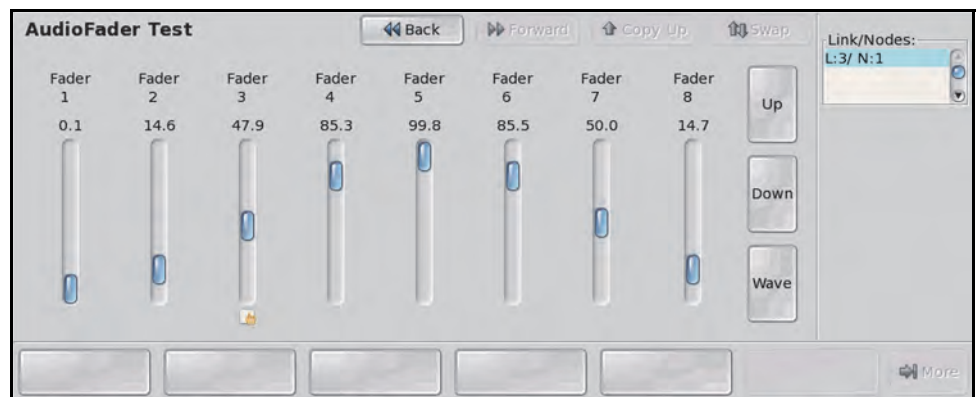 AudioFader Test
Back
Forward
Copy Up
Swap
Link/Nodes:
L:3/ N:1
Fader 1
Fader 2
Fader 3
Fader 4
Fader 5
Fader 6
Fader 7
Fader 8
0.1
14.6
47.9
85.3
99.8
85.5
50.0
14.7
Up
Down
Wave
More